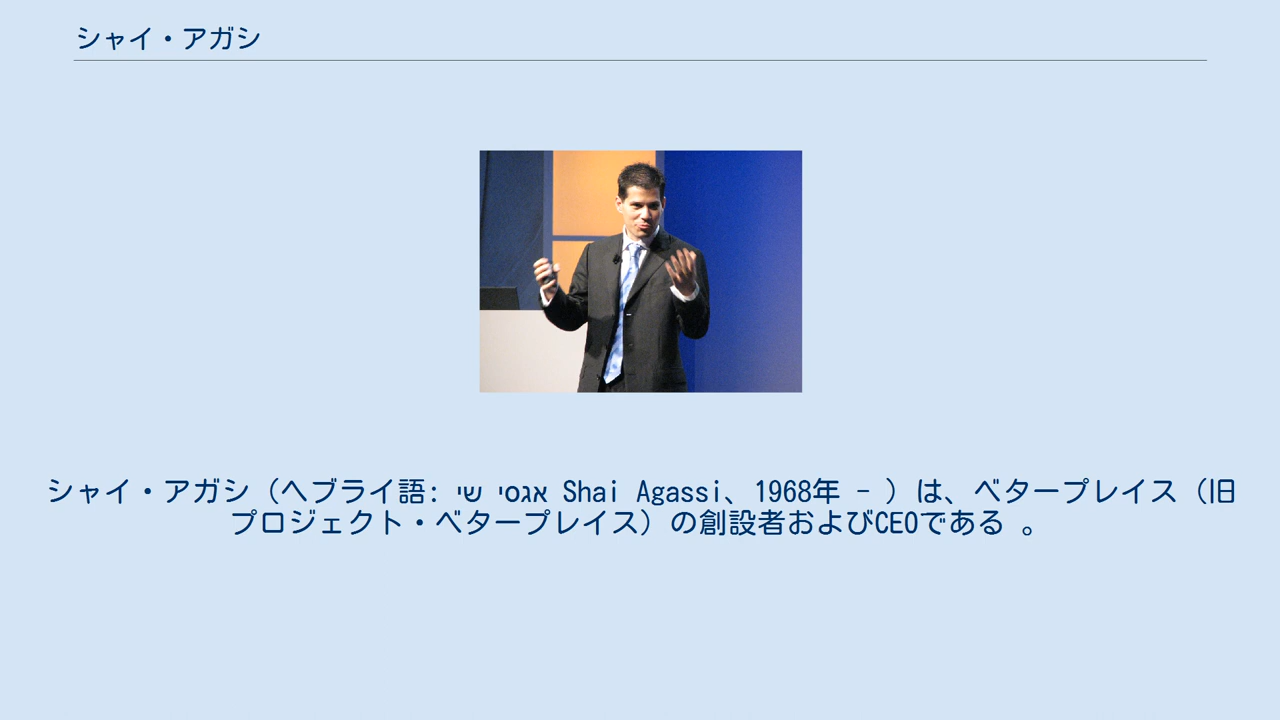 シャイ・アガシ
シャイ・アガシ（ヘブライ語: שי אגסי Shai Agassi、1968年 - ）は、ベタープレイス（旧
プロジェクト・ベタープレイス）の創設者およびCEOである 。